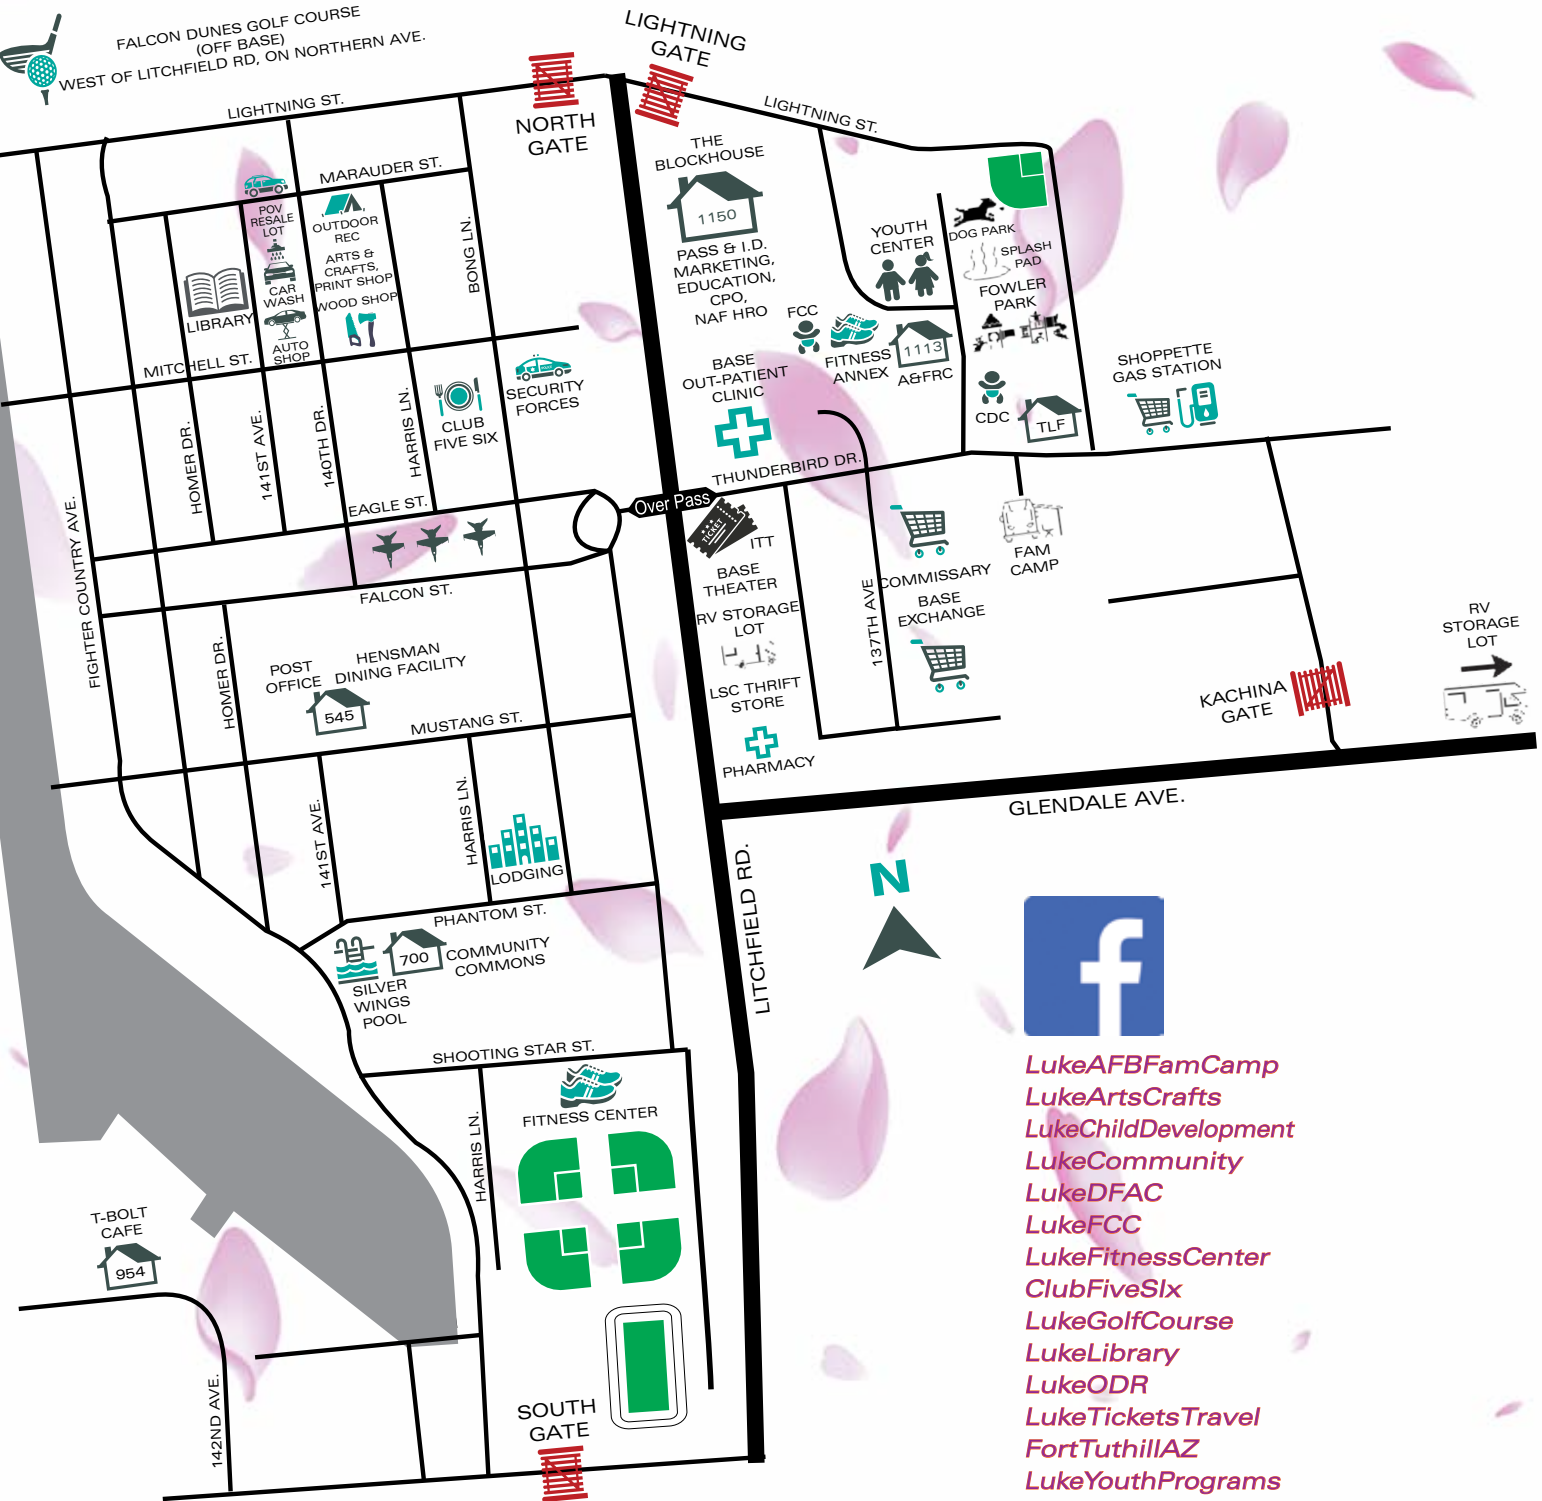 FALCON DUNES GOLF COURSE
(OFF BASE)
WEST OF LITCHFIELD RD, ON NORTHERN AVE.
LIGHTNING
GATE
LIGHTNING ST.
LIGHTNING ST.
NORTH
GATE
MARAUDER ST.
THE
BLOCKHOUSE
1150
PASS & I.D.
MARKETING,
EDUCATION,
CPO,
NAF HRO
POV
RESALE
LOT
OUTDOOR
REC
ARTS &
CRAFTS,
PRINT SHOP
WOOD SHOP
CAR
WASH
AUTO
SHOP
LIBRARY
BONG LN.
MITCHELL ST.
YOUTH
CENTER
DOG PARK
SPLASH
PAD
FOWLER
PARK
FCC
FITNESS
ANNEX
1113
A&FRC
BASE
OUT-PATIENT
CLINIC
CDC
TLF
SHOPPETTE
GAS STATION
SECURITY
FORCES
CLUB
FIVE SIX
HARRIS LN.
140TH DR.
141ST AVE.
HOMER DR.
EAGLE ST.
THUNDERBIRD DR.
Over Pass
TICKET
ITT
BASE
THEATER
RV STORAGE
LOT
LSC THRIFT
STORE
PHARMACY
137TH AVE
COMMISSARY
BASE
EXCHANGE
FAM
CAMP
RV
STORAGE
LOT
KACHINA
GATE
GLENDALE AVE.
FIGHTER COUNTRY AVE.
FALCON ST.
HOMER DR.
POST
OFFICE
HENSMAN
DINING FACILITY
545
MUSTANG ST.
141ST AVE.
HARRIS LN.
LODGING
PHANTOM ST.
700
COMMUNITY
COMMONS
SILVER
WINGS
POOL
LITCHFIELD RD.
N
SHOOTING STAR ST.
FITNESS CENTER
HARRIS LN.
T-BOLT
CAFE
954
142ND AVE.
SOUTH
GATE
f
LukeAFBFamCamp
LukeArtsCrafts
LukeChildDevelopment
LukeCommunity
LukeDFAC
LukeFCC
LukeFitnessCenter
ClubFiveSIx
LukeGolfCourse
LukeLibrary
LukeODR
LukeTicketsTravel
FortTuthillAZ
LukeYouthPrograms